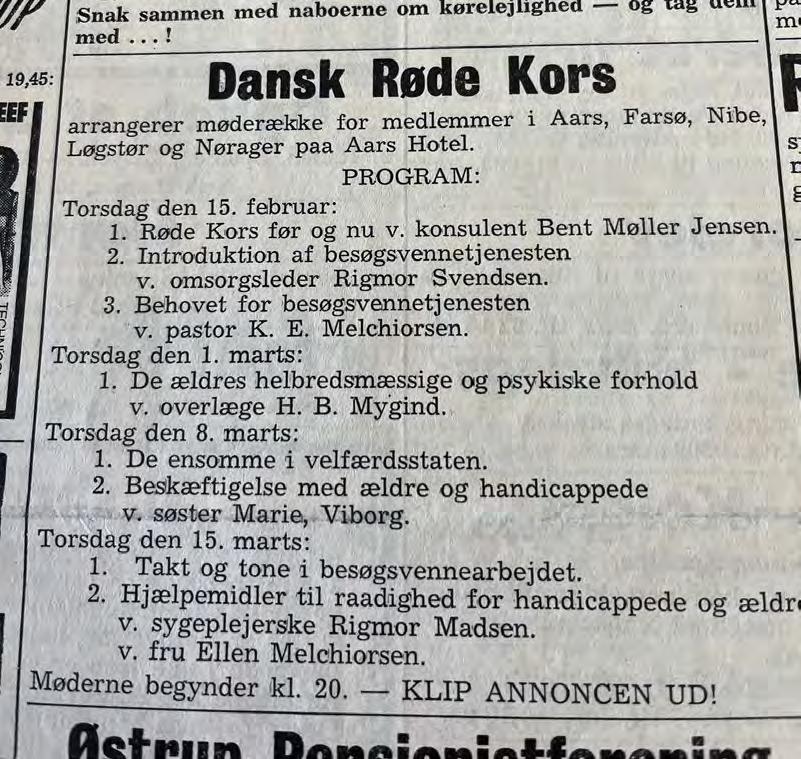 Snak sammen med naboerne om kørelejlighed — og tag dem
med ... !
19,45:
Dansk Røde Kors
arrangerer møderække for medlemmer i Aars, Farsø, Nibe,
Løgstør og Nørager paa Aars Hotel.
PROGRAM:
Torsdag den 15. februar:
1. Røde Kors før og nu v. konsulent Bent Møller Jensen.
2. Introduktion af besøgsvennetjenesten
v. omsorgsleder Rigmor Svendsen.
3. Behovet for besøgsvennetjenesten
v. pastor K. E. Melchiorsen.
Torsdag den 1. marts:
1. De ældres helbredsmæssige og psykiske forhold
v. overlæge H. B. Mygind.
Torsdag den 8. marts:
1. De ensomme i velfærdsstaten.
2. Beskæftigelse med ældre og handicappede
v. søster Marie, Viborg.
Torsdag den 15. marts:
1. Takt og tone i besøgsvennearbejdet.
2. Hjælpemidler til raadighed for handicappede og ældre
v. sygeplejerske Rigmor Madsen.
v. fru Ellen Melchiorsen.
Møderne begynder kl. 20. — KLIP ANNONCEN UD!
Østrup Pensionistforening